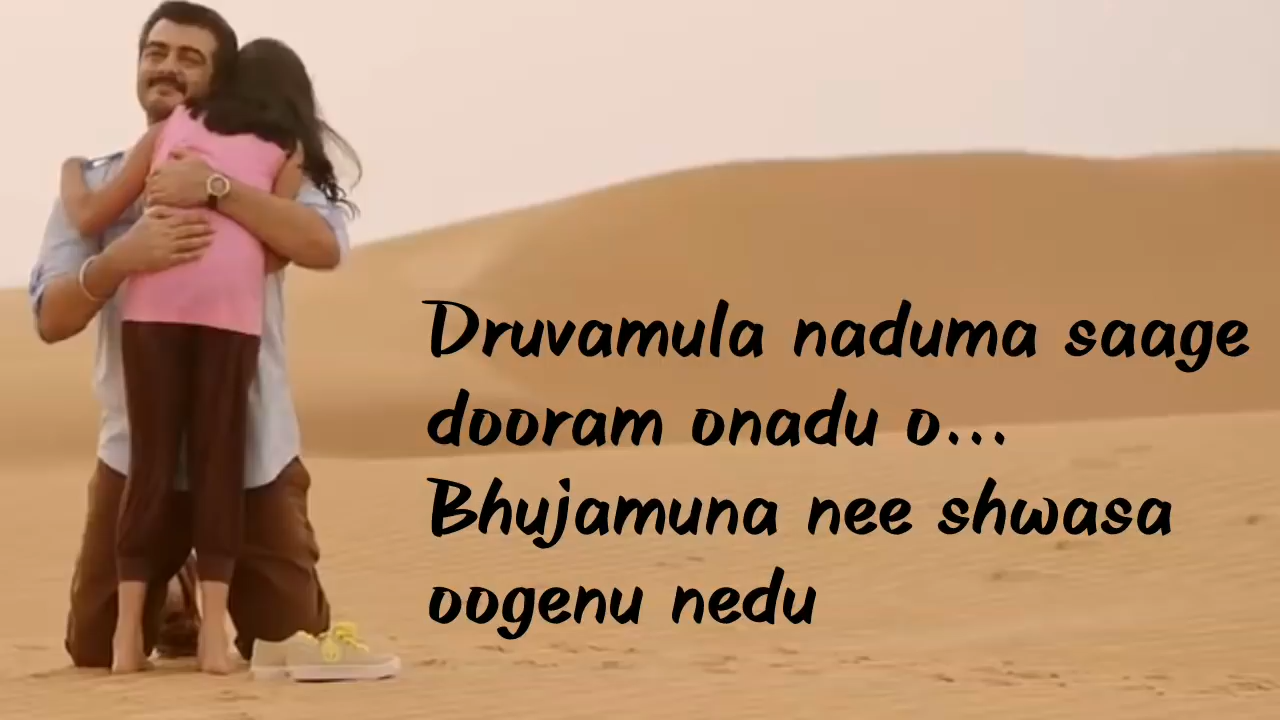 Druvamula naduma saage
dooram onadu o...
Bhujamuna nee shwasa
oogenu nedu